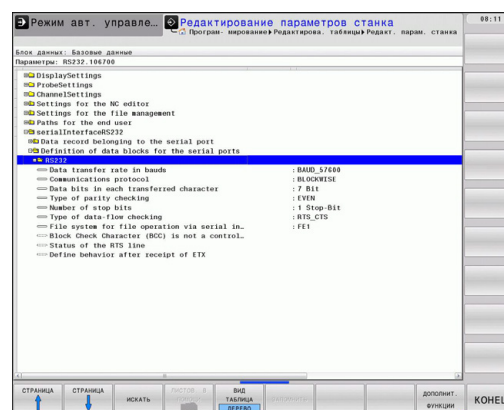 Режим авт. управле…
Редактирование параметров станка
08:11
Програм- мирование Редактирова. таблицы Редакт. парам. станка
Блок данных: Базовые данные
Параметры: RS232.106700
DisplaySettings
ProbeSettings
ChannelSettings
Settings for the NC editor
Settings for the file management
Paths for the end user
serialInterfaceRS232
Data record belonging to the serial port
Definition of data blocks for the serial ports
RS232
Data transfer rate in bauds : BAUD_57600
Communications protocol : BLOCKWISE
Data bits in each transferred character : 7 Bit
Type of parity checking : EVEN
Number of stop bits : 1 Stop-Bit
Type of data-flow checking : RTS_CTS
File system for file operation via serial in… : FE1
Block Check Character (BCC) is not a control…
Status of the RTS line
Define behavior after receipt of ETX
СТРАНИЦА
СТРАНИЦА
ИСКАТЬ
ВИД
ТАБЛИЦА
ДЕРЕВО
ДОПОЛНИТ.
ФУНКЦИИ
КОНЕЦ